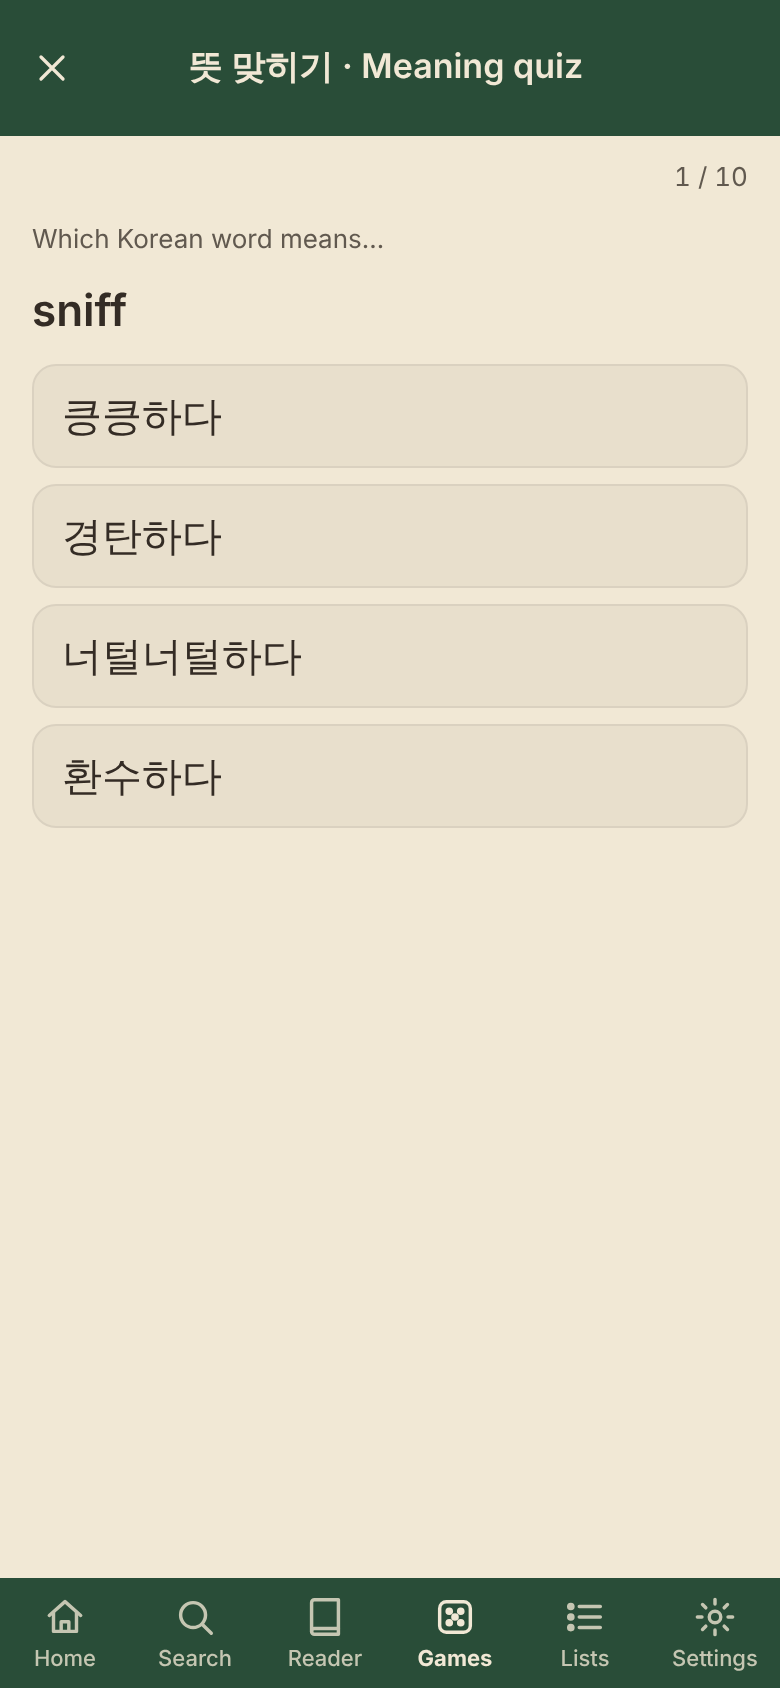 뜻 맞히기 · Meaning quiz
1 / 10
Which Korean word means...
sniff
킁킁하다
경탄하다
너털너털하다
환수하다
Home
Search
Reader
Games
Lists
Settings